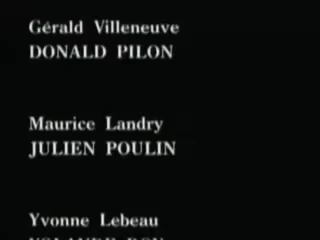 Gérald Villeneuve
DONALD PILON
Maurice Landry
JULIEN POULIN
Yvonne Lebeau